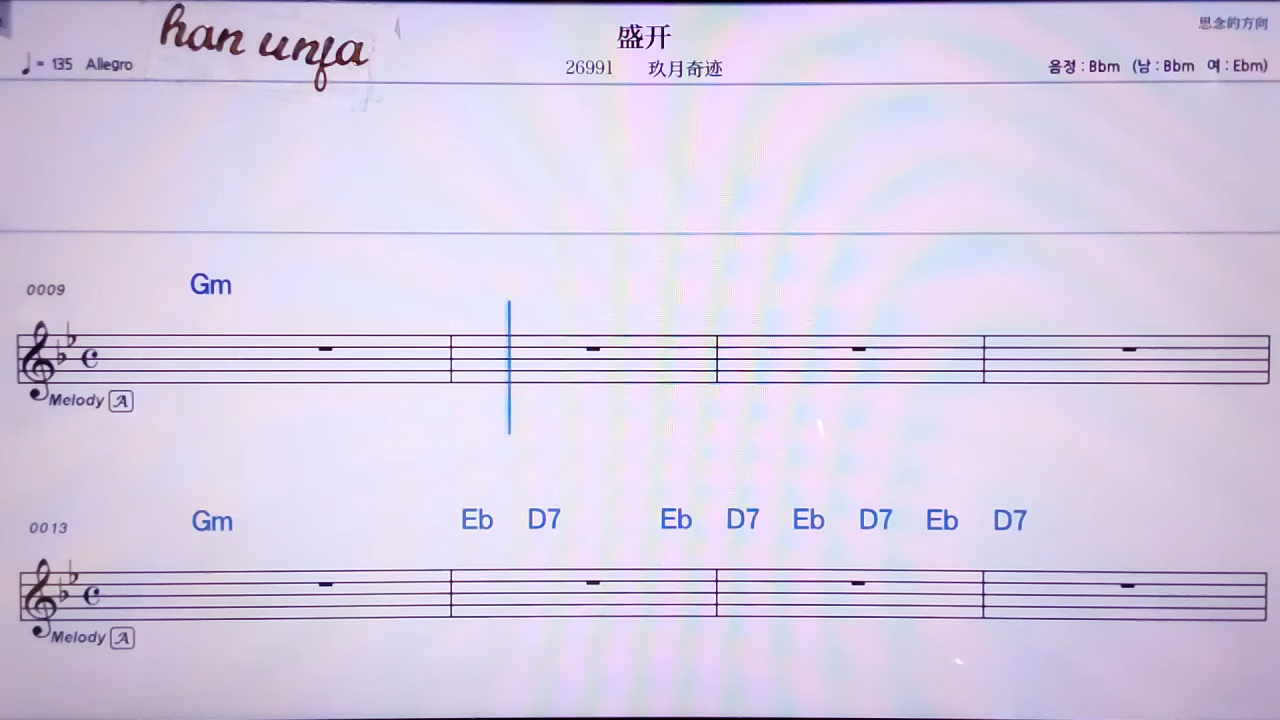 han unfa
盛开
思念的方向
♩ = 135 Allegro
26991 玖月奇迹
음정 : Bbm (남 : Bbm 여 : Ebm)
0009 Gm
Melody A
0013 Gm Eb D7 Eb D7 Eb D7 Eb D7
Melody A